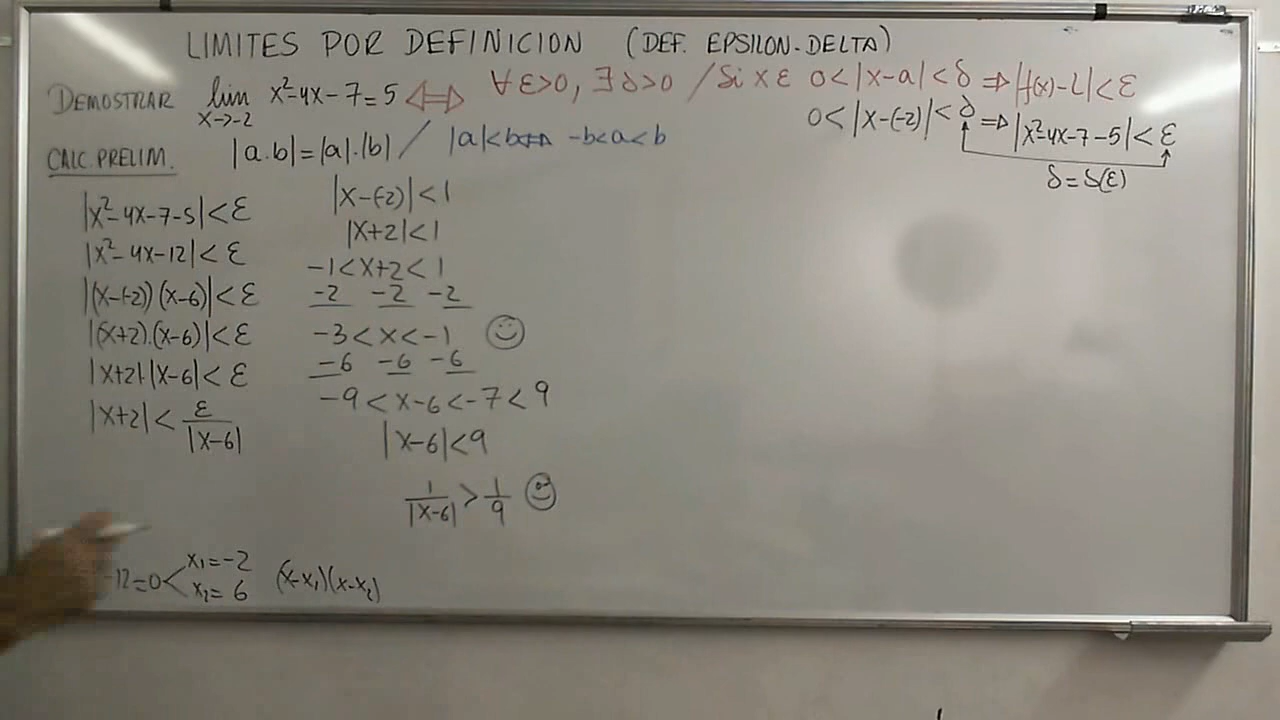 LIMITES POR DEFINICION (DEF. EPSILON-DELTA)
DEMOSTRAR lim x→-2 x²-4x-7=5 ⟺ ∀ε>0, ∃δ>0 / Si x ε 0<|x-a|<δ ⇒ |f(x)-L|<ε
0<|x-(-2)|<δ ⇒ |x²-4x-7-5|<ε
δ=δ(ε)
CALC. PRELIM. |a.b|=|a|.|b| / |a|<b ⟺ -b<a<b
|x²-4x-7-5|<ε
|x²-4x-12|<ε
|(x-(-2))(x-6)|<ε
|(x+2).(x-6)|<ε
|x+2|.|x-6|<ε
|x+2|< ε/|x-6|
|x-(-2)|<1
|x+2|<1
-1<x+2<1
-2 -2 -2
-3<x<-1
-6 -6 -6
-9<x-6<-7<9
|x-6|<9
1/|x-6| > 1/9
-12=0< x₁=-2
x₂=6 (x-x₁)(x-x₂)